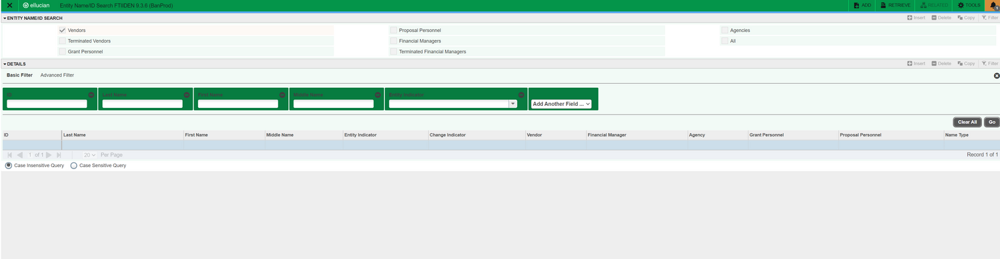 ellucian Entity Name/ID Search FTIIDEN 9.3.6 (BanProd) ADD RETRIEVE RELATED TOOLS 1
ENTITY NAME/ID SEARCH Insert Delete Copy Filter
Vendors Proposal Personnel Agencies
Terminated Vendors Financial Managers All
Grant Personnel Terminated Financial Managers
DETAILS Insert Delete Copy Filter
Basic Filter Advanced Filter
ID Last Name First Name Middle Name Entity Indicator
Add Another Field ...
Clear All Go
ID Last Name First Name Middle Name Entity Indicator Change Indicator Vendor Financial Manager Agency Grant Personnel Proposal Personnel Name Type
1 of 1 20 Per Page Record 1 of 1
Case Insensitive Query Case Sensitive Query